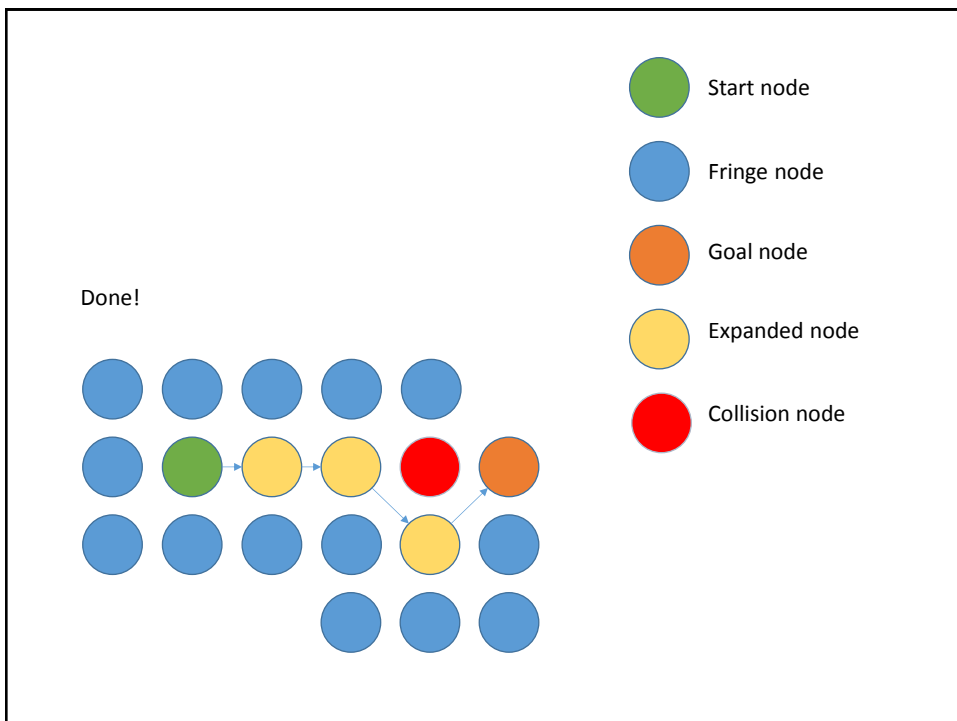 Start node
Fringe node
Goal node
Done!
Expanded node
Collision node